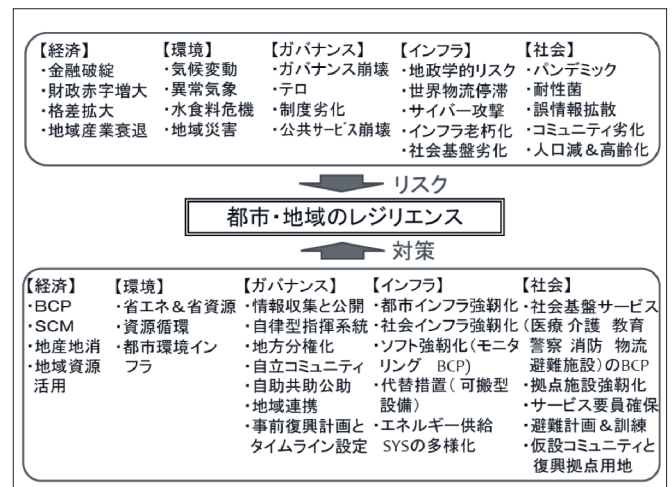 【経済】
・金融破綻
・財政赤字増大
・格差拡大
・地域産業衰退
【環境】
・気候変動
・異常気象
・水食料危機
・地域災害
【ガバナンス】
・ガバナンス崩壊
・テロ
・制度劣化
・公共サービス崩壊
【インフラ】
・地政学的リスク
・世界物流停滞
・サイバー攻撃
・インフラ老朽化
・社会基盤劣化
【社会】
・パンデミック
・耐性菌
・誤情報拡散
・コミュニティ劣化
・人口減&高齢化
リスク
都市・地域のレジリエンス
対策
【経済】
・BCP
・SCM
・地産地消
・地域資源
活用
【環境】
・省エネ&省資源
・資源循環
・都市環境イン
フラ
【ガバナンス】
・情報収集と公開
・自律型指揮系統
・地方分権化
・自立コミュニティ
・自助共助公助
・地域連携
・事前復興計画と
タイムライン設定
【インフラ】
・都市インフラ強靭化
・社会インフラ強靭化
・ソフト強靭化(モニタ
リング BCP)
・代替措置(可搬型
設備)
・エネルギー供給
SYSの多様化
【社会】
・社会基盤サービス
(医療 介護 教育
警察 消防 物流
避難施設)のBCP
・拠点施設強靭化
・サービス要員確保
・避難計画&訓練
・仮設コミュニティと
復興拠点用地